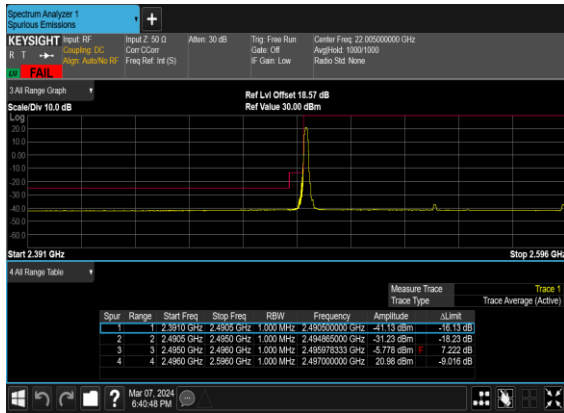 Spectrum Analyzer 1
Spurious Emissions
+
KEYSIGHT
R T
LXI
FAIL
Input: RF
Coupling: DC
Align: Auto/No RF
Input Z: 50 Ω
Corr CCorr
Freq Ref: Int (S)
Atten: 30 dB
Trig: Free Run
Gate: Off
IF Gain: Low
Center Freq: 22.005000000 GHz
Avg|Hold: 1000/1000
Radio Std: None
3 All Range Graph
Scale/Div 10.0 dB
Ref Lvl Offset 18.57 dB
Ref Value 30.00 dBm
Log
20.0
10.0
0.00
-10.0
-20.0
-30.0
-40.0
-50.0
-60.0
Start 2.391 GHz Stop 2.596 GHz
4 All Range Table
Measure Trace Trace 1
Trace Type Trace Average (Active)
Spur Range Start Freq Stop Freq RBW Frequency Amplitude ΔLimit
1 1 2.3910 GHz 2.4905 GHz 1.000 MHz 2.490500000 GHz -41.13 dBm -16.13 dB
2 2 2.4905 GHz 2.4950 GHz 1.000 MHz 2.494865000 GHz -31.23 dBm -18.23 dB
3 3 2.4950 GHz 2.4960 GHz 1.000 MHz 2.495978333 GHz -5.778 dBm F 7.222 dB
4 4 2.4960 GHz 2.5960 GHz 1.000 MHz 2.497000000 GHz 20.98 dBm -9.016 dB
?
Mar 07, 2024
6:40:48 PM